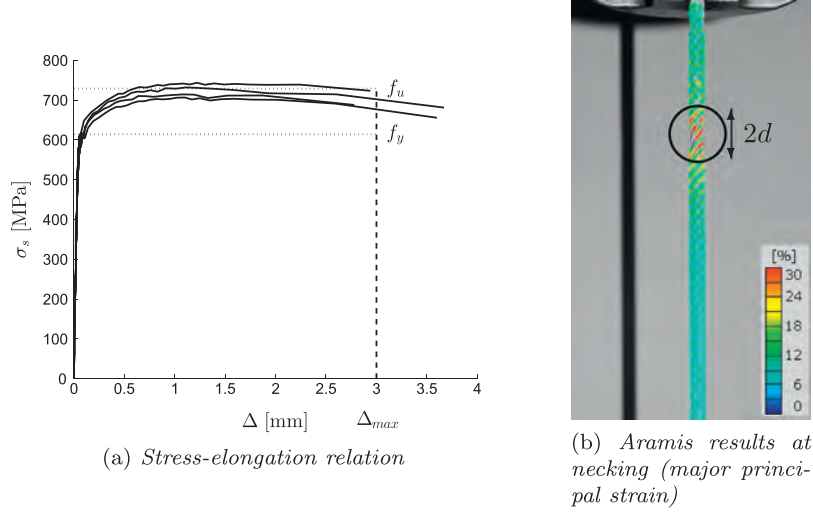 800
700
600
500
400
300
200
100
0
σs [MPa]
fu
fy
0 0.5 1 1.5 2 2.5 3 3.5 4
Δ [mm] Δmax
(a) Stress-elongation relation
2d
[%]
30
24
18
12
6
0
(b) Aramis results at
necking (major princi-
pal strain)